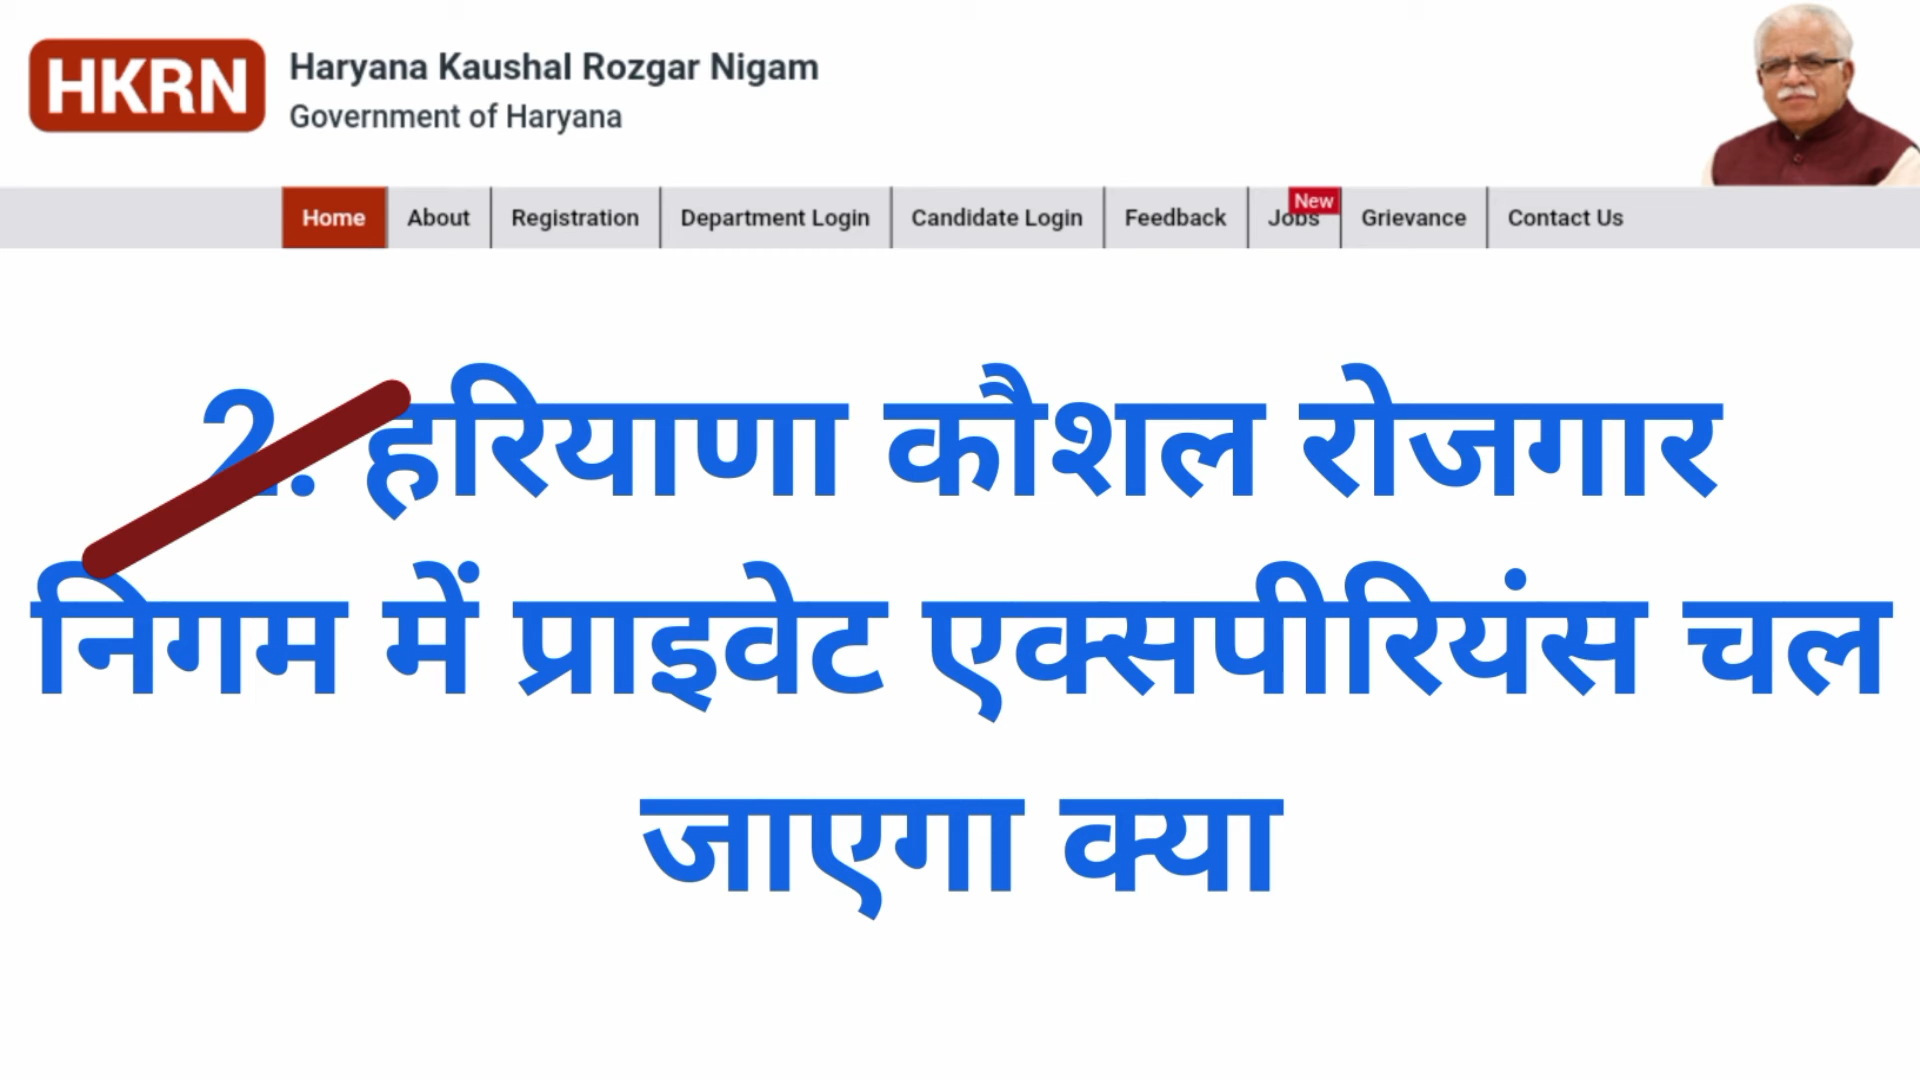 HKRN
Haryana Kaushal Rozgar Nigam
Government of Haryana
Home About Registration Department Login Candidate Login Feedback Jobs New Grievance Contact Us
2. हरियाणा कौशल रोजगार
निगम में प्राइवेट एक्सपीरियंस चल
जाएगा क्या